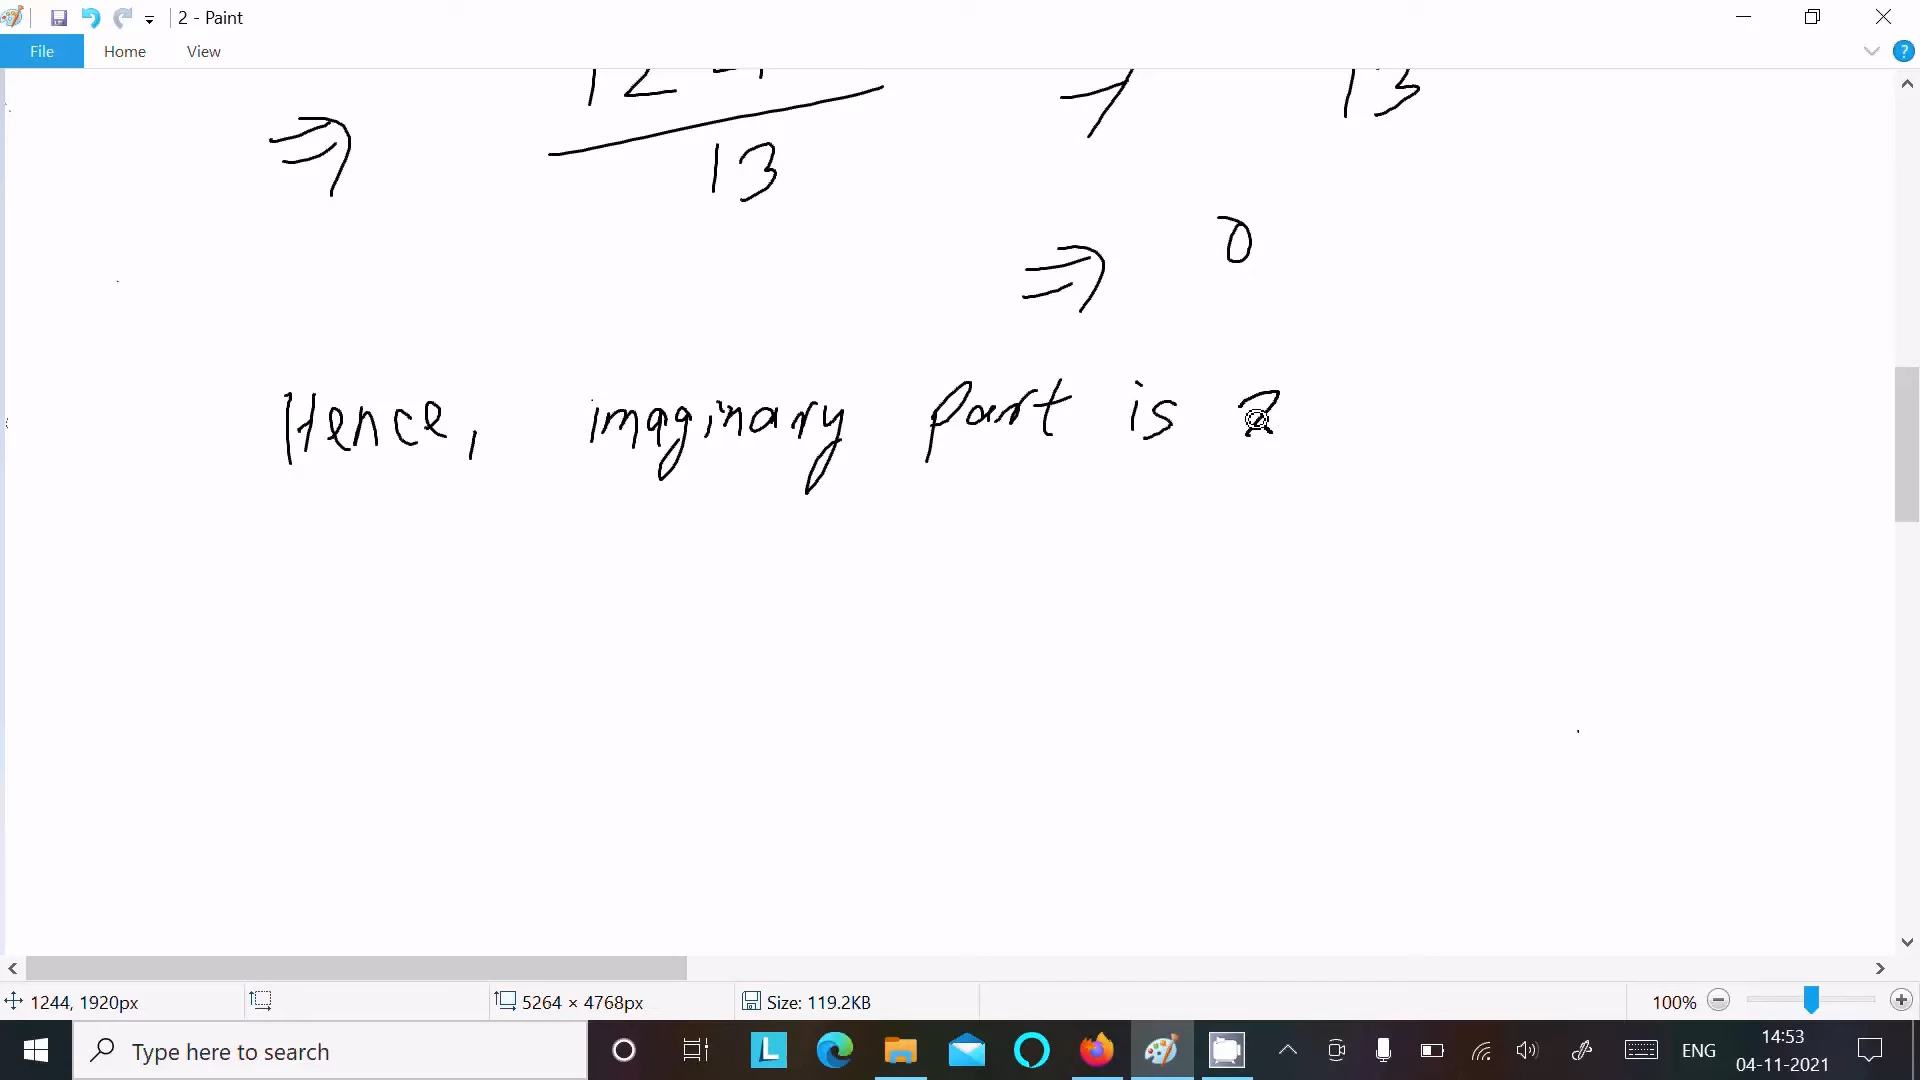 2 - Paint
File Home View
⇒ 13 13
⇒ 0
Hence, imaginary part is
1244, 1920px 5264 × 4768px Size: 119.2KB 100%
Type here to search L ENG 14:53
04-11-2021